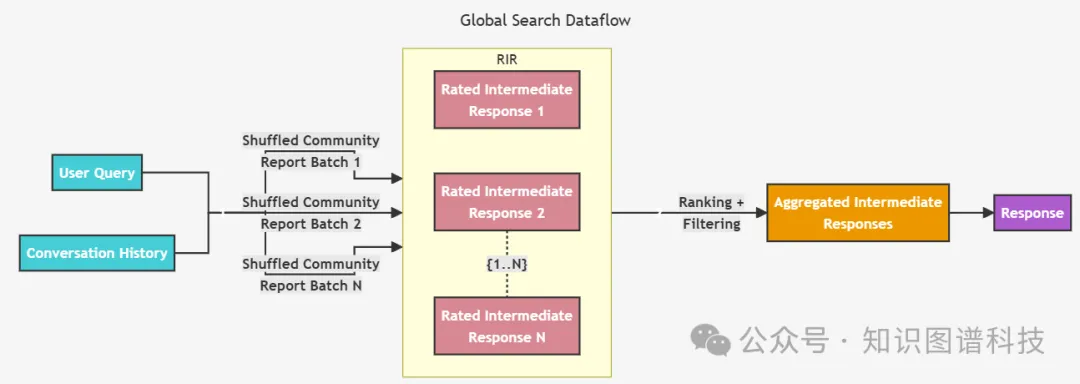 Global Search Dataflow
RIR
Rated Intermediate
Response 1
Shuffled Community
Report Batch 1
User Query
Shuffled Community
Report Batch 2
Rated Intermediate
Response 2
Ranking +
Filtering
Aggregated Intermediate
Responses
Response
Conversation History
Shuffled Community
Report Batch N
{1..N}
Rated Intermediate
Response N
公众号 · 知识图谱科技